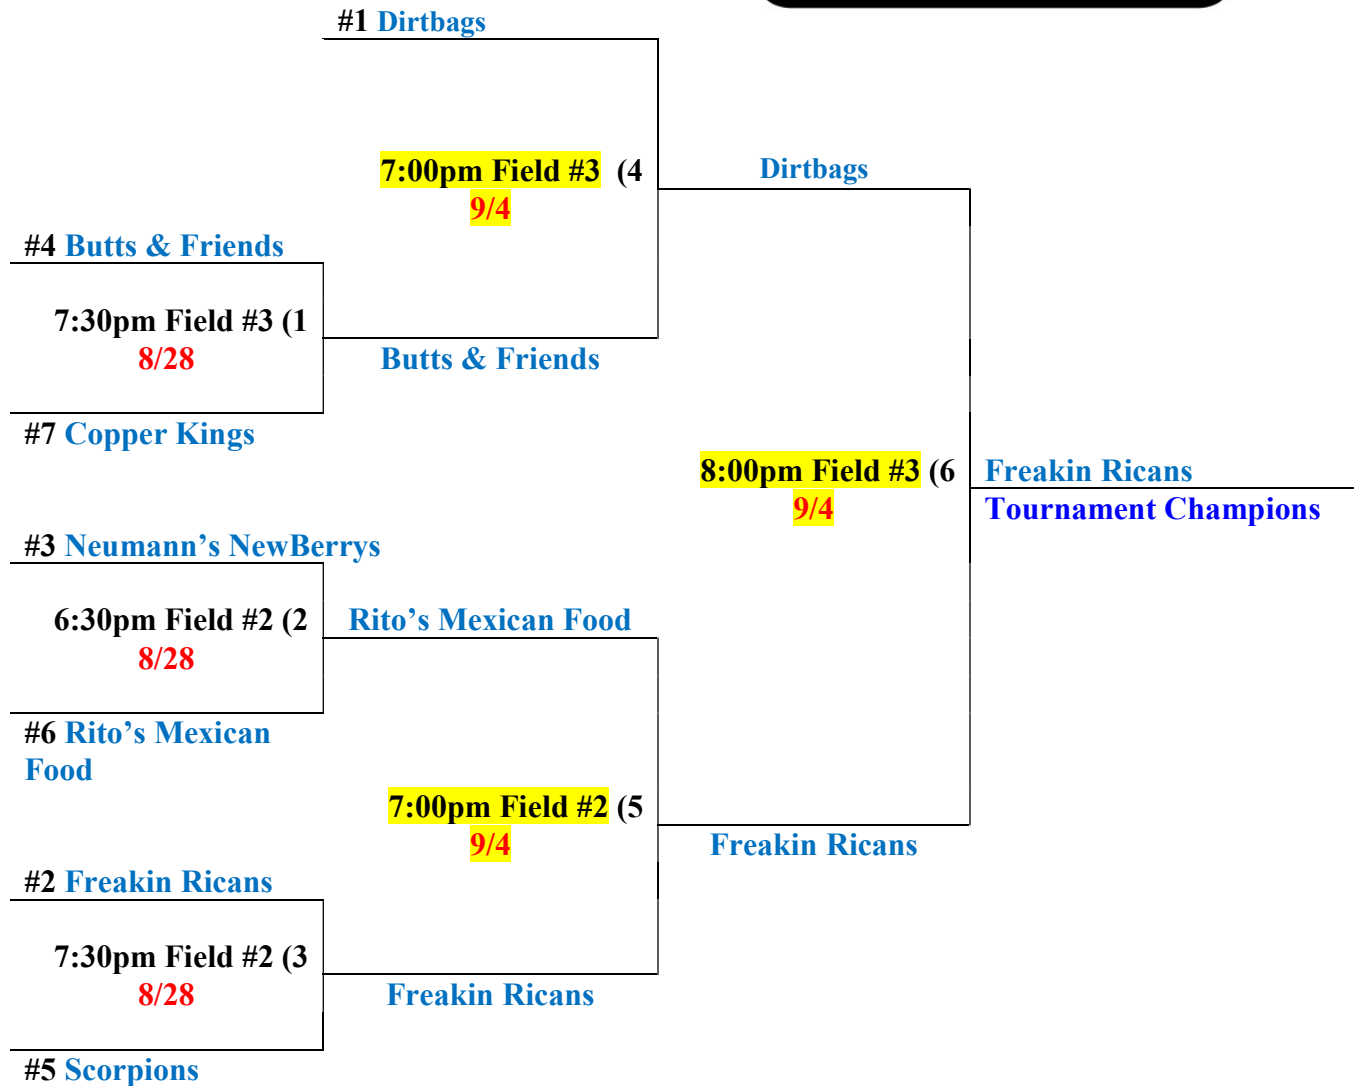 #1 Dirtbags
7:00pm Field #3 (4
9/4
Dirtbags
#4 Butts & Friends
7:30pm Field #3 (1
8/28
Butts & Friends
#7 Copper Kings
8:00pm Field #3 (6
9/4
Freakin Ricans
Tournament Champions
#3 Neumann’s NewBerrys
6:30pm Field #2 (2
8/28
Rito’s Mexican Food
#6 Rito’s Mexican
Food
7:00pm Field #2 (5
9/4
Freakin Ricans
#2 Freakin Ricans
7:30pm Field #2 (3
8/28
Freakin Ricans
#5 Scorpions